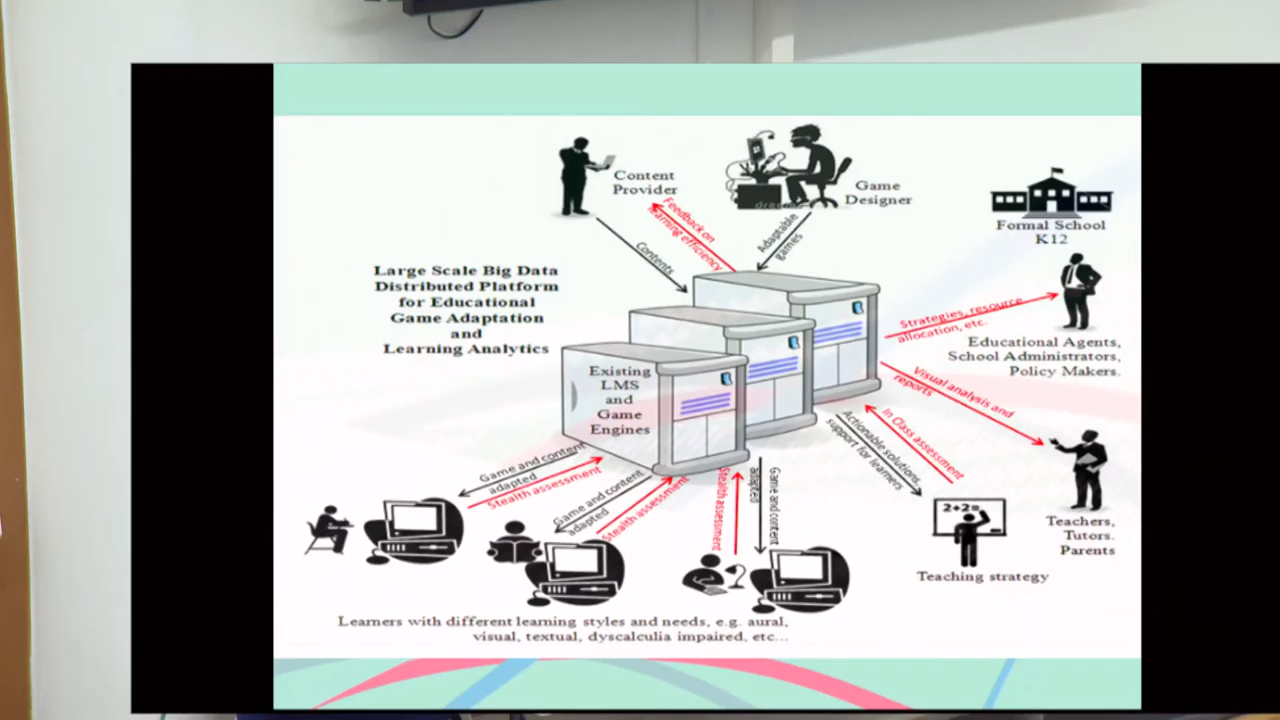 Content
Provider
Game
Designer
Feedback on
learning efficiency
Contents
Adaptable
games
Formal School
K12
Large Scale Big Data
Distributed Platform
for Educational
Game Adaptation
and
Learning Analytics
Strategies, resource
allocation, etc.
Educational Agents,
School Administrators,
Policy Makers.
Existing
LMS
and
Game
Engines
Visual analysis and
reports
In Class assessment
Actionable solutions,
support for learners
Game and content
adapted
Stealth assessment
Game and content
adapted
Stealth assessment
Stealth assessment
Game and content
adapted
2+2=
Teachers,
Tutors.
Parents
Teaching strategy
Learners with different learning styles and needs, e.g. aural,
visual, textual, dyscalculia impaired, etc...